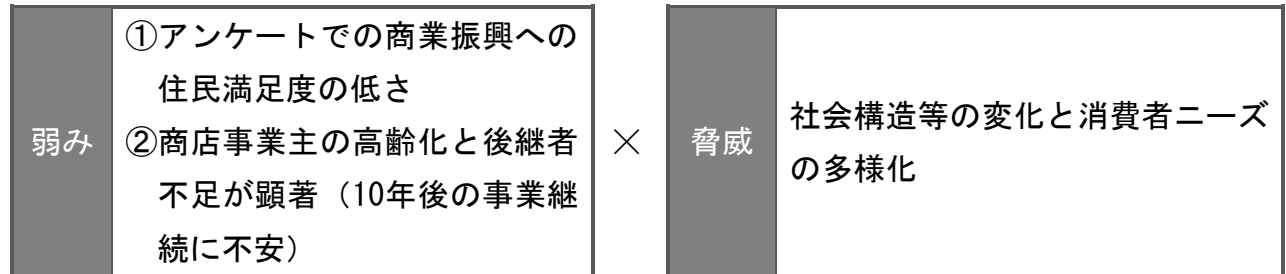 弱み
①アンケートでの商業振興への
住民満足度の低さ
②商店事業主の高齢化と後継者
不足が顕著（10年後の事業継
続に不安）
×
脅威
社会構造等の変化と消費者ニーズ
の多様化